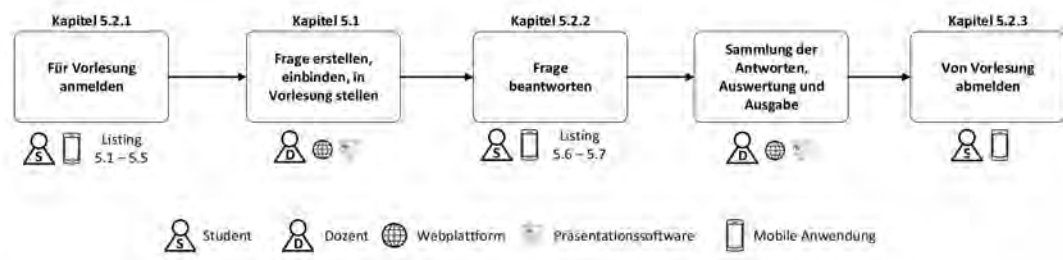 Kapitel 5.2.1
Kapitel 5.1
Kapitel 5.2.2
Kapitel 5.2.3
Für Vorlesung
anmelden
Frage erstellen,
einbinden, in
Vorlesung stellen
Frage
beantworten
Sammlung der
Antworten,
Auswertung und
Ausgabe
Von Vorlesung
abmelden
S
Listing
5.1 – 5.5
D
S
Listing
5.6 – 5.7
D
S
S Student
D Dozent
Webplattform
Präsentationssoftware
Mobile Anwendung